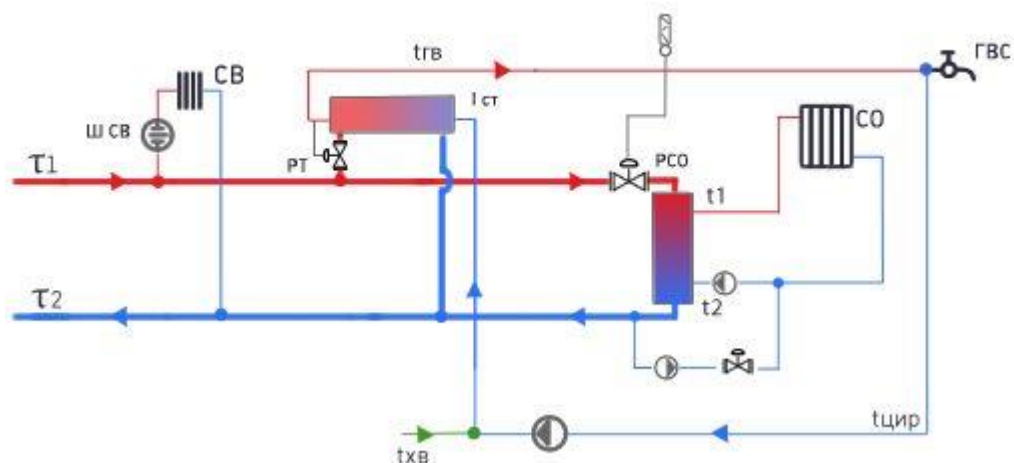 tгв
ГВС
СВ
I ст
СО
Ш СВ
РТ
РСО
τ1
t1
τ2
t2
tцир
tхв